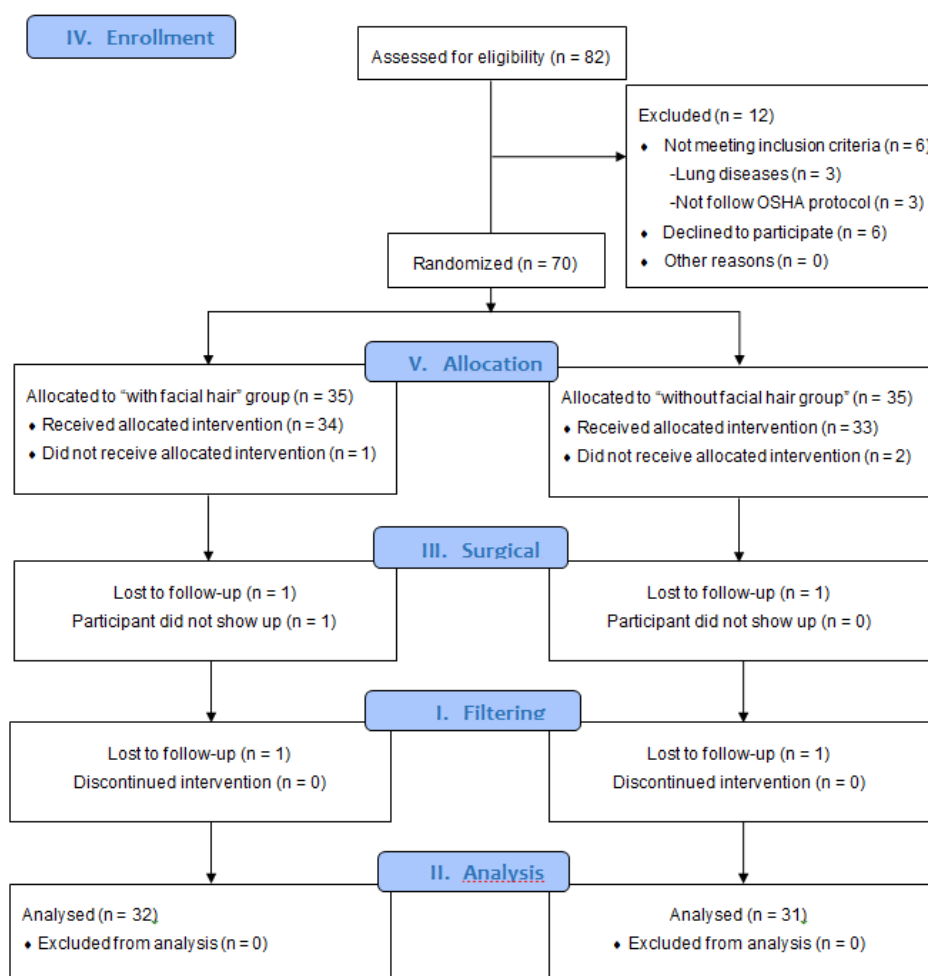 IV. Enrollment
Assessed for eligibility (n = 82)
Excluded (n = 12)
♦ Not meeting inclusion criteria (n = 6)
-Lung diseases (n = 3)
-Not follow OSHA protocol (n = 3)
♦ Declined to participate (n = 6)
♦ Other reasons (n = 0)
Randomized (n = 70)
V. Allocation
Allocated to “with facial hair” group (n = 35)
♦ Received allocated intervention (n = 34)
♦ Did not receive allocated intervention (n = 1)
Allocated to “without facial hair group” (n = 35)
♦ Received allocated intervention (n = 33)
♦ Did not receive allocated intervention (n = 2)
III. Surgical
Lost to follow-up (n = 1)
Participant did not show up (n = 1)
Lost to follow-up (n = 1)
Participant did not show up (n = 0)
I. Filtering
Lost to follow-up (n = 1)
Discontinued intervention (n = 0)
Lost to follow-up (n = 1)
Discontinued intervention (n = 0)
II. Analysis
Analysed (n = 32)
♦ Excluded from analysis (n = 0)
Analysed (n = 31)
♦ Excluded from analysis (n = 0)